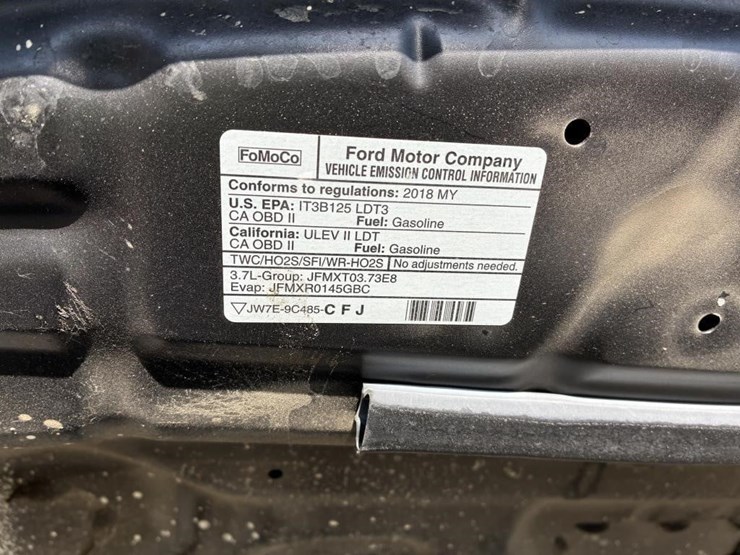 FoMoCo
Ford Motor Company
VEHICLE EMISSION CONTROL INFORMATION
Conforms to regulations: 2018 MY
U.S. EPA: IT3B125 LDT3
CA OBD II Fuel: Gasoline
California: ULEV II LDT
CA OBD II Fuel: Gasoline
TWC/HO2S/SFI/WR-HO2S No adjustments needed.
3.7L-Group: JFMXT03.73E8
Evap: JFMXR0145GBC
JW7E-9C485-C F J